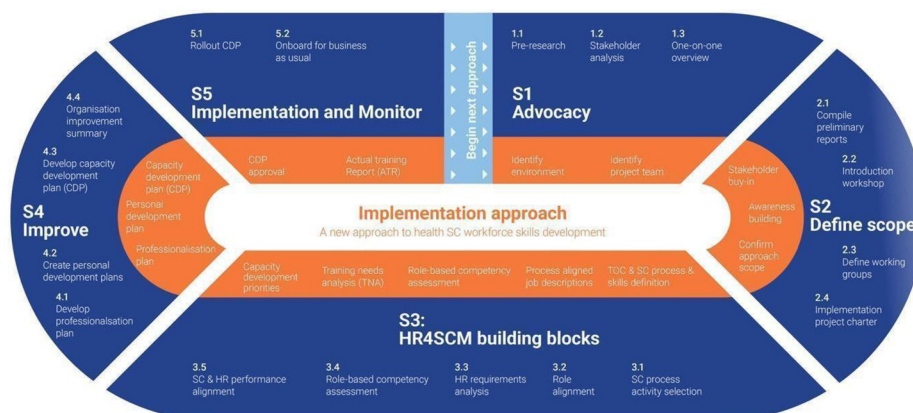 5.1
Rollout CDP
5.2
Onboard for business
as usual
S5
Implementation and Monitor
CDP
approval
Actual training
Report (ATR)
Begin next approach
1.1
Pre-research
1.2
Stakeholder
analysis
1.3
One-on-one
overview
S1
Advocacy
Identify
environment
Identify
project team
2.1
Compile
preliminary
reports
2.2
Introduction
workshop
S2
Define scope
2.3
Define working
groups
2.4
Implementation
project charter
Stakeholder
buy-in
Awareness
building
Confirm
approach
scope
Implementation approach
A new approach to health SC workforce skills development
TOC & SC process &
skills definition
Process aligned
job descriptions
Role-based competency
assessment
Training needs
analysis (TNA)
Capacity
development
priorities
S3:
HR4SCM building blocks
3.1
SC process
activity selection
3.2
Role
alignment
3.3
HR requirements
analysis
3.4
Role-based competency
assessment
3.5
SC & HR performance
alignment
4.4
Organisation
improvement
summary
4.3
Develop capacity
development
plan (CDP)
S4
Improve
4.2
Create personal
development plans
4.1
Develop
professionalisation
plan
Capacity
development
plan (CDP)
Personal
development
plan
Professionalisation
plan